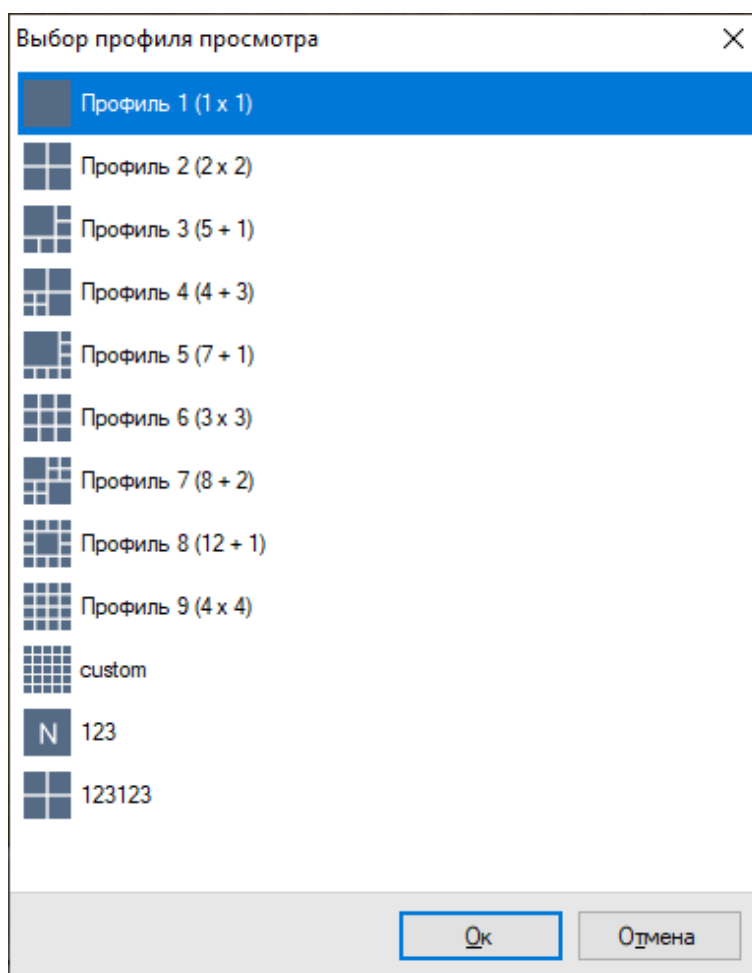 Выбор профиля просмотра
Профиль 1 (1 x 1)
Профиль 2 (2 x 2)
Профиль 3 (5 + 1)
Профиль 4 (4 + 3)
Профиль 5 (7 + 1)
Профиль 6 (3 x 3)
Профиль 7 (8 + 2)
Профиль 8 (12 + 1)
Профиль 9 (4 x 4)
custom
N 123
123123
Ок Отмена